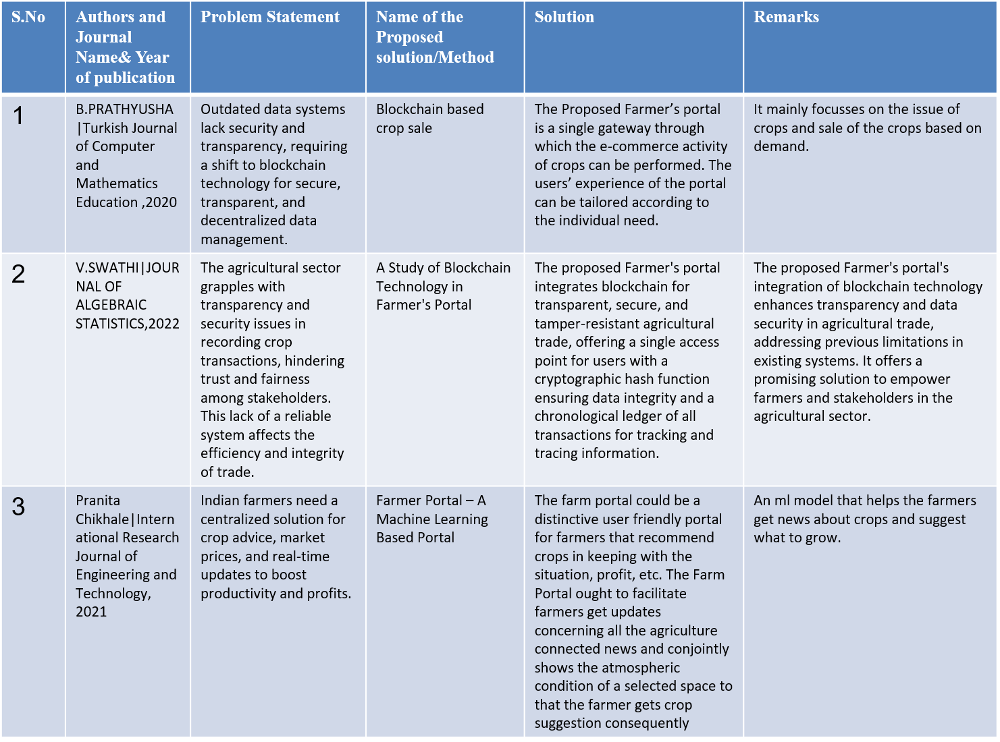 S.No
Authors and
Journal
Name& Year
of publication
Problem Statement
Name of the
Proposed
solution/Method
Solution
Remarks
1
B.PRATHYUSHA
|Turkish Journal
of Computer
and
Mathematics
Education ,2020
Outdated data systems
lack security and
transparency, requiring
a shift to blockchain
technology for secure,
transparent, and
decentralized data
management.
Blockchain based
crop sale
The Proposed Farmer’s portal
is a single gateway through
which the e-commerce activity
of crops can be performed. The
users’ experience of the portal
can be tailored according to
the individual need.
It mainly focusses on the issue of
crops and sale of the crops based on
demand.
2
V.SWATHI|JOUR
NAL OF
ALGEBRAIC
STATISTICS,2022
The agricultural sector
grapples with
transparency and
security issues in
recording crop
transactions, hindering
trust and fairness
among stakeholders.
This lack of a reliable
system affects the
efficiency and integrity
of trade.
A Study of Blockchain
Technology in
Farmer's Portal
The proposed Farmer's portal
integrates blockchain for
transparent, secure, and
tamper-resistant agricultural
trade, offering a single access
point for users with a
cryptographic hash function
ensuring data integrity and a
chronological ledger of all
transactions for tracking and
tracing information.
The proposed Farmer's portal's
integration of blockchain technology
enhances transparency and data
security in agricultural trade,
addressing previous limitations in
existing systems. It offers a
promising solution to empower
farmers and stakeholders in the
agricultural sector.
3
Pranita
Chikhale|Intern
ational Research
Journal of
Engineering and
Technology,
2021
Indian farmers need a
centralized solution for
crop advice, market
prices, and real-time
updates to boost
productivity and profits.
Farmer Portal – A
Machine Learning
Based Portal
The farm portal could be a
distinctive user friendly portal
for farmers that recommend
crops in keeping with the
situation, profit, etc. The Farm
Portal ought to facilitate
farmers get updates
concerning all the agriculture
connected news and conjointly
shows the atmospheric
condition of a selected space to
that the farmer gets crop
suggestion consequently
An ml model that helps the farmers
get news about crops and suggest
what to grow.